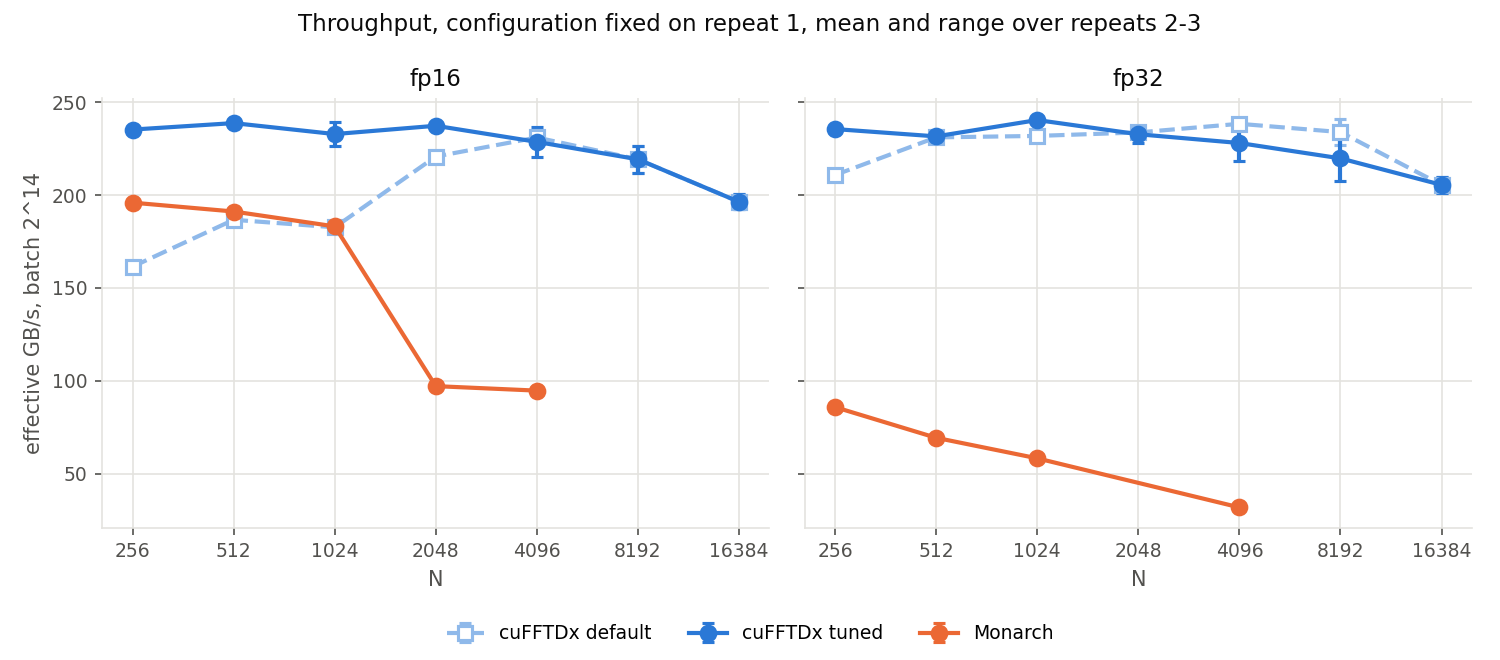 Throughput, configuration fixed on repeat 1, mean and range over repeats 2-3
fp16
fp32
effective GB/s, batch 2^14
250
200
150
100
50
256 512 1024 2048 4096 8192 16384
256 512 1024 2048 4096 8192 16384
N
N
cuFFTDx default cuFFTDx tuned Monarch